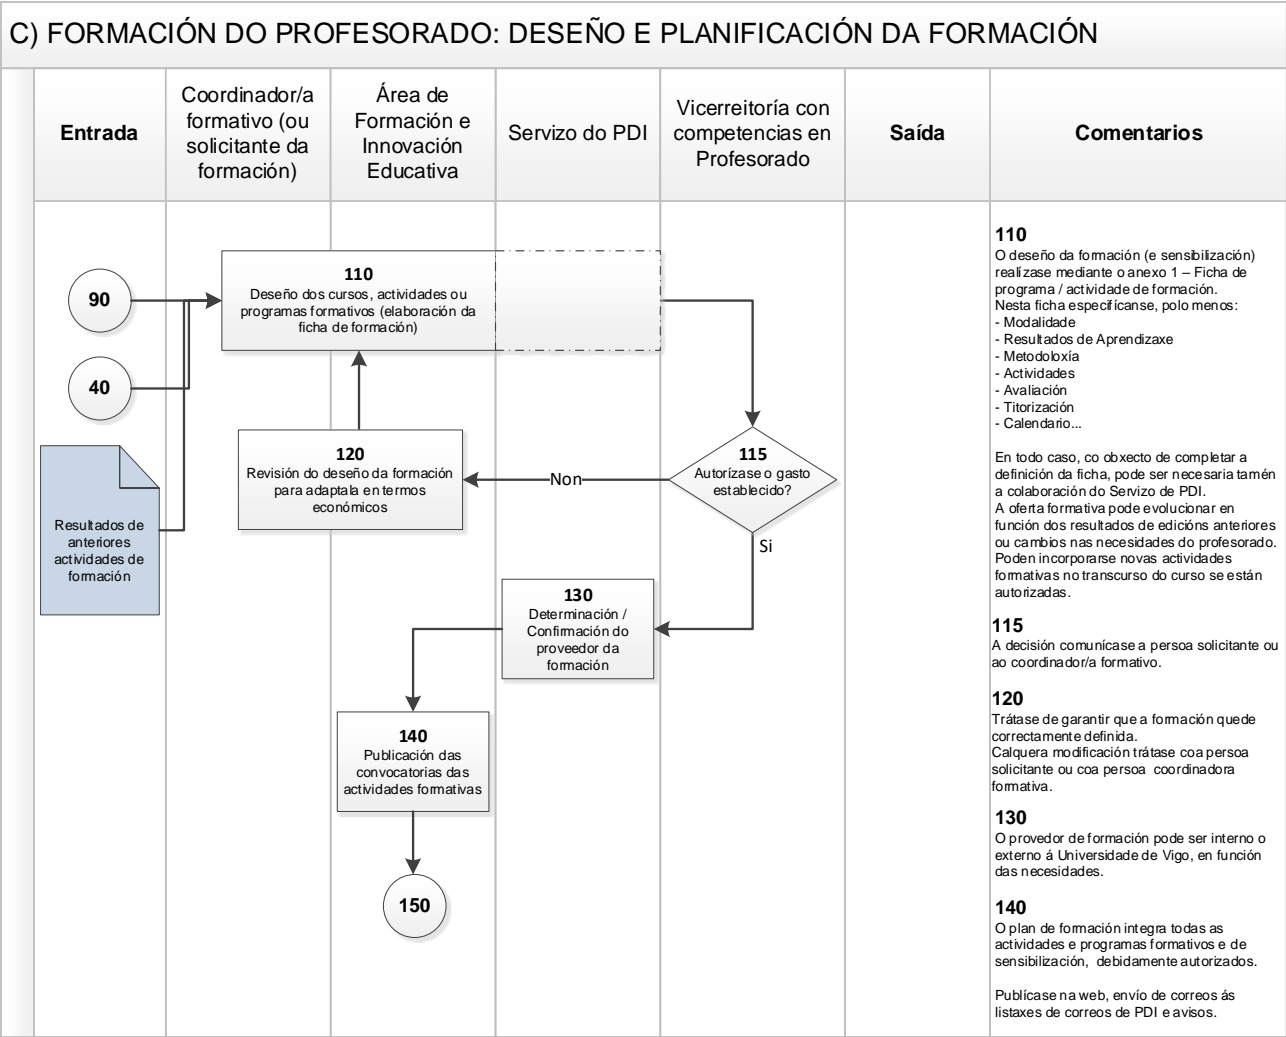 C) FORMACIÓN DO PROFESORADO: DESEÑO E PLANIFICACIÓN DA FORMACIÓN
Entrada
Coordinador/a
formativo (ou
solicitante da
formación)
Área de
Formación e
Innovación
Educativa
Servizo do PDI
Vicerreitoría con
competencias en
Profesorado
Saída
Comentarios
90
40
Resultados de
anteriores
actividades de
formación
110
Deseño dos cursos, actividades ou
programas formativos (elaboración da
ficha de formación)
120
Revisión do deseño da formación
para adaptala en termos
económicos
Non
115
Autorízase o gasto
establecido?
Si
130
Determinación /
Confirmación do
proveedor da
formación
140
Publicación das
convocatorias das
actividades formativas
150
110
O deseño da formación (e sensibilización)
realízase mediante o anexo 1 – Ficha de
programa / actividade de formación.
Nesta ficha especifícanse, polo menos:
- Modalidade
- Resultados de Aprendizaxe
- Metodoloxía
- Actividades
- Avaliación
- Titorización
- Calendario...
En todo caso, co obxecto de completar a
definición da ficha, pode ser necesaria tamén
a colaboración do Servizo de PDI.
A oferta formativa pode evolucionar en
función dos resultados de edicións anteriores
ou cambios nas necesidades do profesorado.
Poden incorporarse novas actividades
formativas no transcurso do curso se están
autorizadas.
115
A decisión comunícase a persoa solicitante ou
ao coordinador/a formativo.
120
Trátase de garantir que a formación quede
correctamente definida.
Calquera modificación trátase coa persoa
solicitante ou coa persoa coordinadora
formativa.
130
O provedor de formación pode ser interno o
externo á Universidade de Vigo, en función
das necesidades.
140
O plan de formación integra todas as
actividades e programas formativos e de
sensibilización, debidamente autorizados.
Publícase na web, envío de correos ás
listaxes de correos de PDI e avisos.